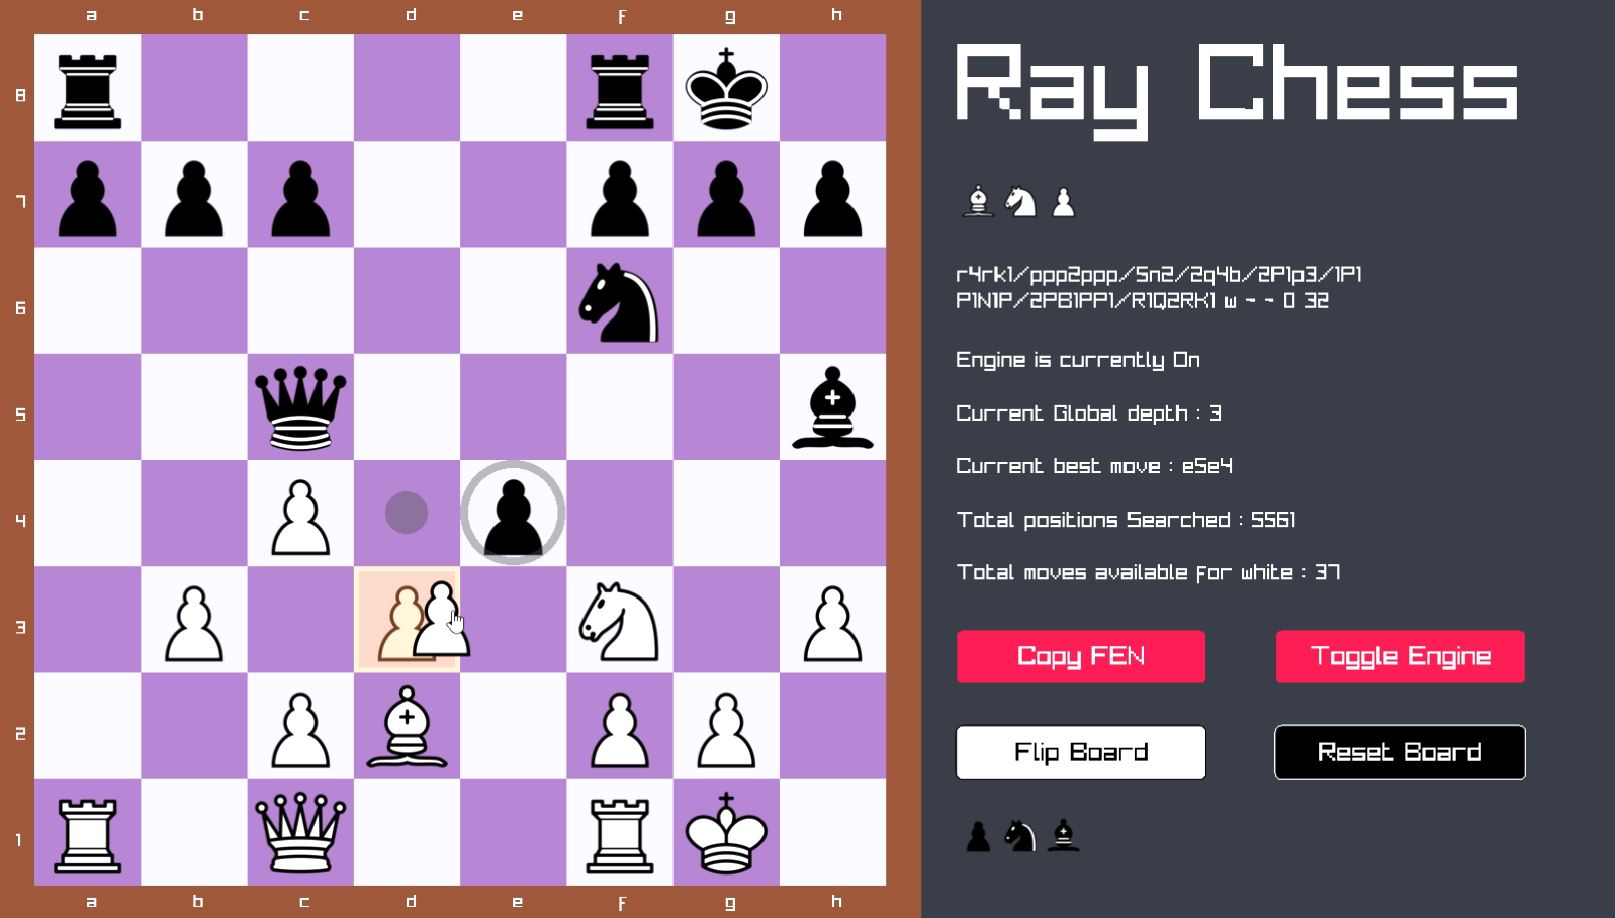 a b c d e f g h
Ray Chess
8
7
6
5
4
3
2
1
r4rk1/ppp2ppp/5n2/2q4b/2P1p3/1P1
P1N1P/2PB1PP1/R1Q2RK1 w - - 0 32
Engine is currently On
Current Global depth : 3
Current best move : e5e4
Total positions Searched : 5561
Total moves available for white : 37
Copy FEN
Toggle Engine
Flip Board
Reset Board
a b c d e f g h